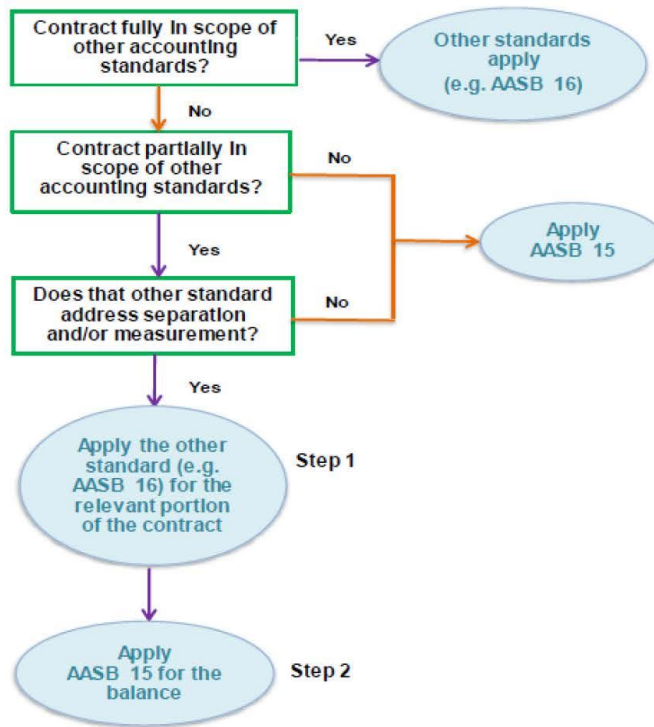 Contract fully In scope of
other accounting
standards?
Yes
Other standards
apply
(e.g. AASB 16)
No
Contract partially In
scope of other
accounting standards?
No
Apply
AASB 15
Yes
Does that other standard
address separation
and/or measurement?
No
Yes
Apply the other
standard (e.g.
AASB 16) for the
relevant portion
of the contract
Step 1
Apply
AASB 15 for the
balance
Step 2